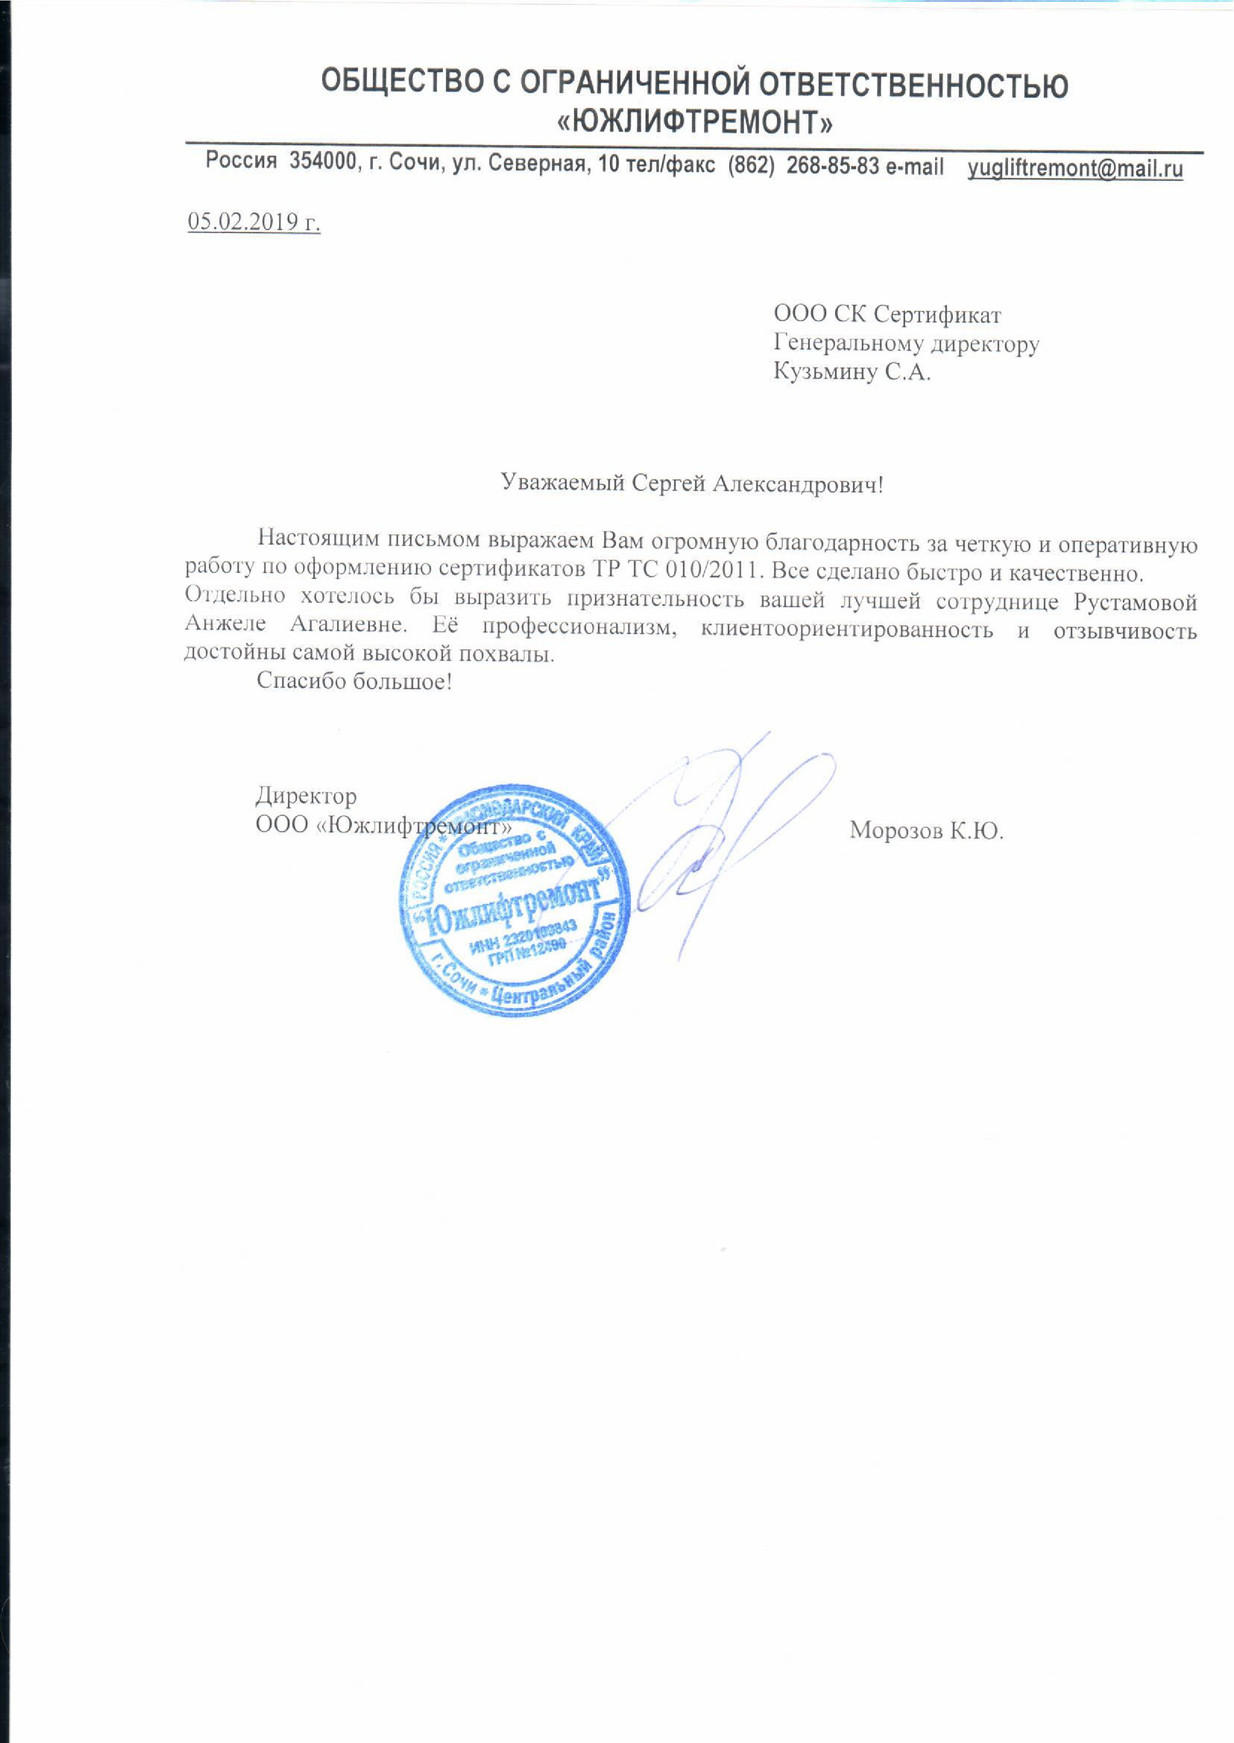 ОБЩЕСТВО С ОГРАНИЧЕННОЙ ОТВЕТСТВЕННОСТЬЮ
«ЮЖЛИФТРЕМОНТ»
Россия 354000, г. Сочи, ул. Северная, 10 тел/факс (862) 268-85-83 e-mail yugliftremont@mail.ru
05.02.2019 г.
ООО СК Сертификат
Генеральному директору
Кузьмину С.А.
Уважаемый Сергей Александрович!
Настоящим письмом выражаем Вам огромную благодарность за четкую и оперативную
работу по оформлению сертификатов ТР ТС 010/2011. Все сделано быстро и качественно.
Отдельно хотелось бы выразить признательность вашей лучшей сотруднице Рустамовой
Анжеле Агалиевне. Её профессионализм, клиентоориентированность и отзывчивость
достойны самой высокой похвалы.
Спасибо большое!
Директор
ООО «Южлифтремонт»
Морозов К.Ю.
РОССИЯ * КРАСНОДАРСКИЙ КРАЙ
Общество с
ограниченной
ответственностью
"Южлифтремонт"
ИНН
ГРП
г.Сочи * Центральный район